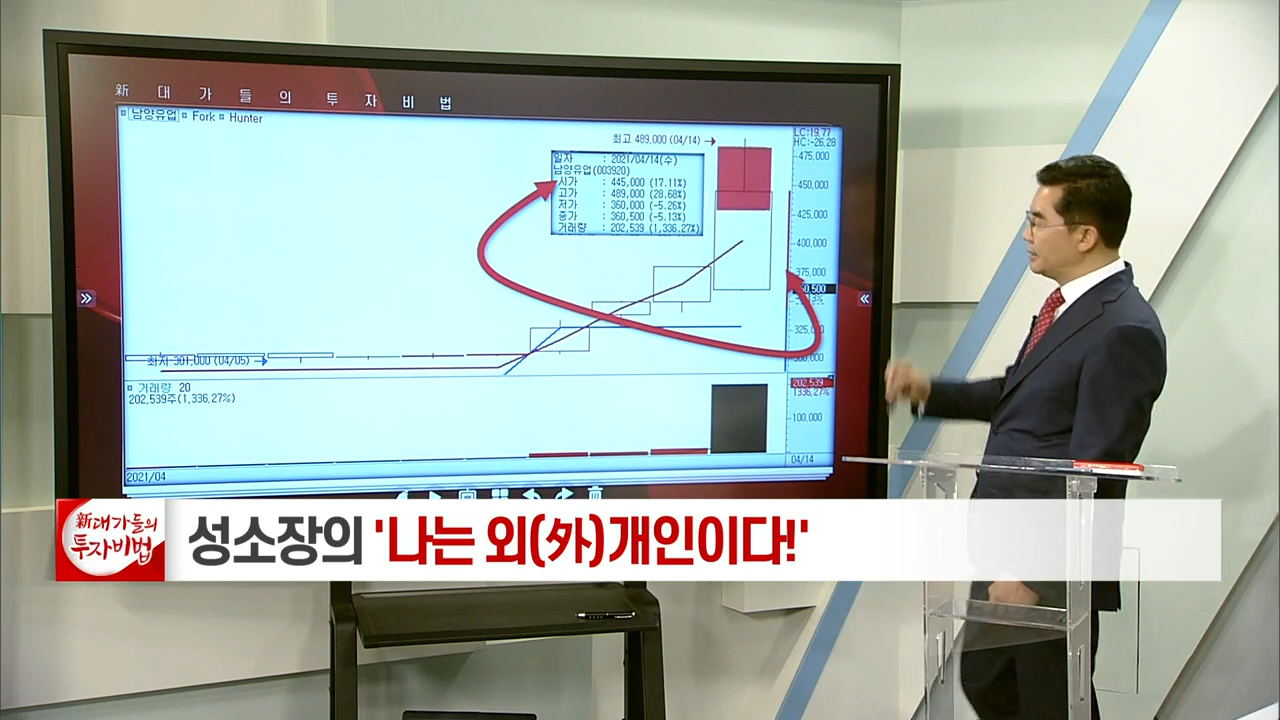 新 대 가 들 의 투 자 비 법
남양유업 Fork Hunter
최고 489,000 (04/14)
LC:19.77
HC:-26.28
일자 : 2021/04/14(수)
남양유업(003920)
시가 : 445,000 (17.11%)
고가 : 489,000 (28.68%)
저가 : 360,000 (-5.26%)
종가 : 360,500 (-5.13%)
거래량 : 202,539 (1,336.27%)
475,000
450,000
425,000
400,000
375,000
325,000
300,000
최저 301,000 (04/05)
거래량 20
202,539주(1,336.27%)
202,539
1336.27%
100,000
2021/04
04/14
新대가들의
투자비법
성소장의 '나는 외(外)개인이다!'